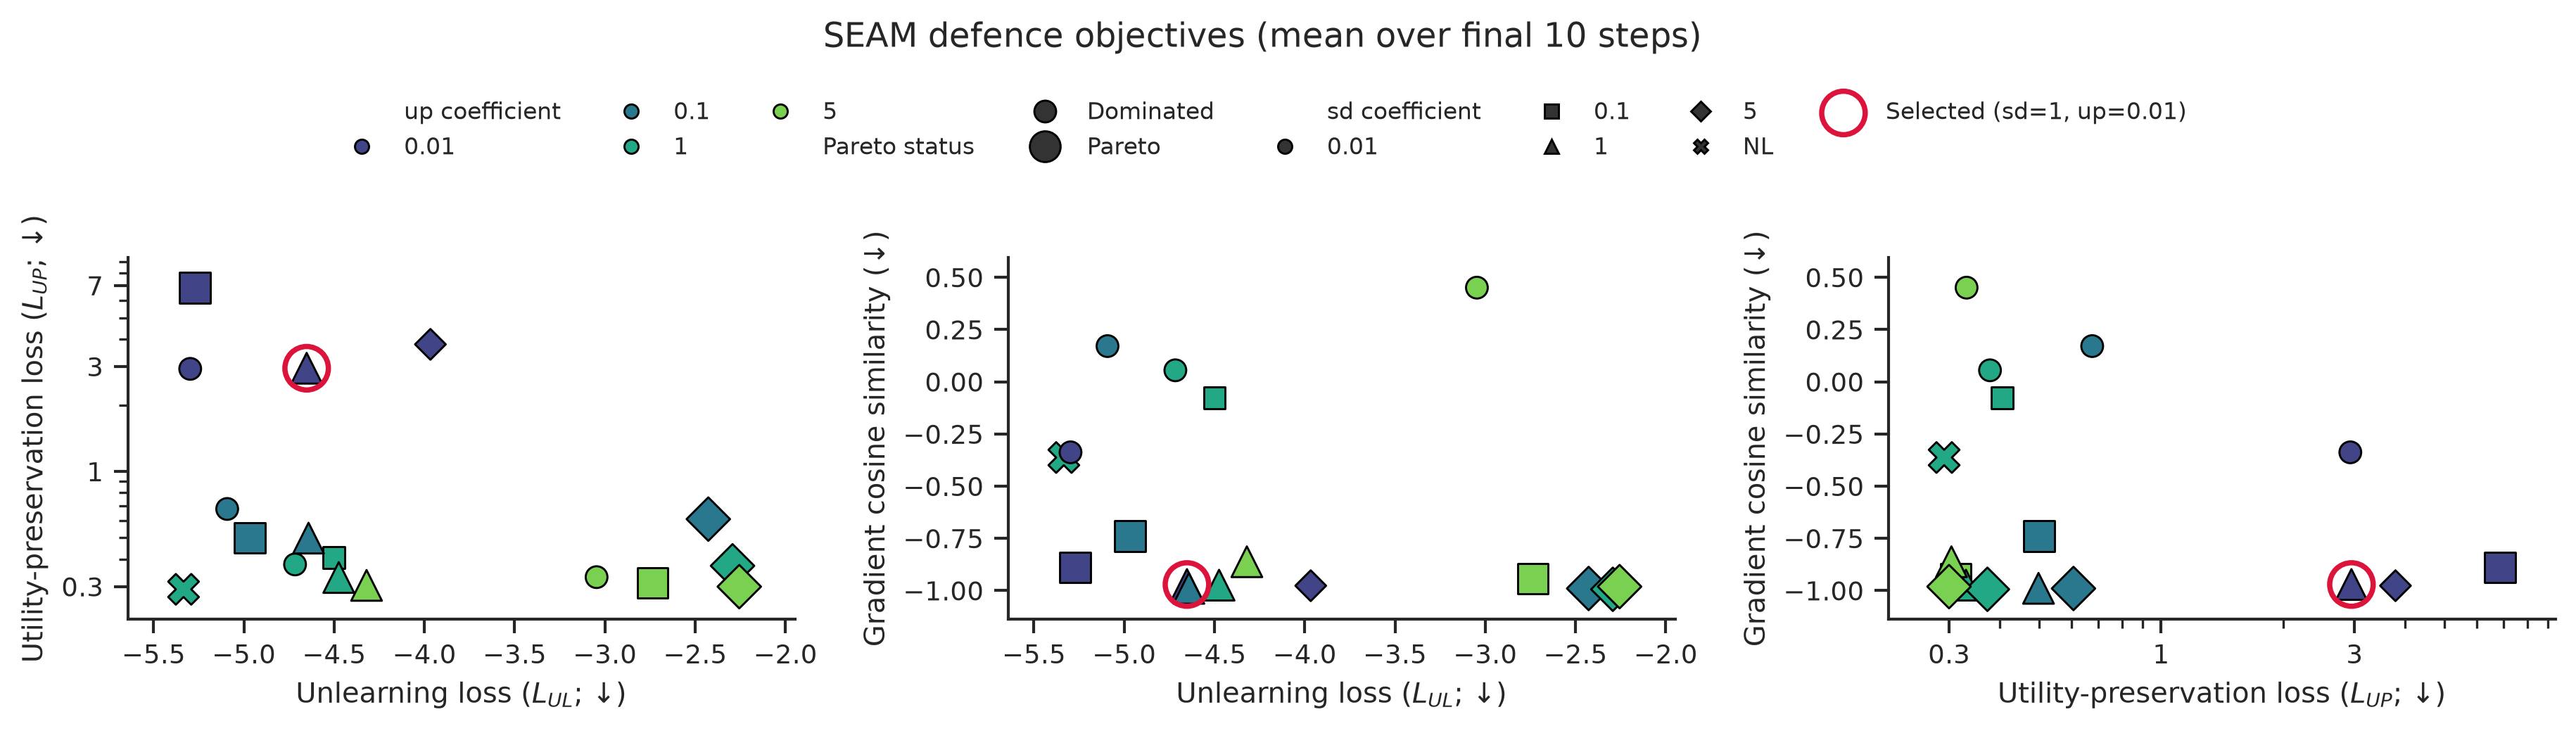 SEAM defence objectives (mean over final 10 steps)
up coefficient 0.1 5 Dominated sd coefficient 0.1 5 Selected (sd=1, up=0.01)
0.01 1 Pareto status Pareto 0.01 1 NL
Utility-preservation loss (L_UP; ↓)
7
3
1
0.3
−5.5 −5.0 −4.5 −4.0 −3.5 −3.0 −2.5 −2.0
Unlearning loss (L_UL; ↓)
Gradient cosine similarity (↓)
0.50
0.25
0.00
−0.25
−0.50
−0.75
−1.00
−5.5 −5.0 −4.5 −4.0 −3.5 −3.0 −2.5 −2.0
Unlearning loss (L_UL; ↓)
Gradient cosine similarity (↓)
0.50
0.25
0.00
−0.25
−0.50
−0.75
−1.00
0.3 1 3
Utility-preservation loss (L_UP; ↓)